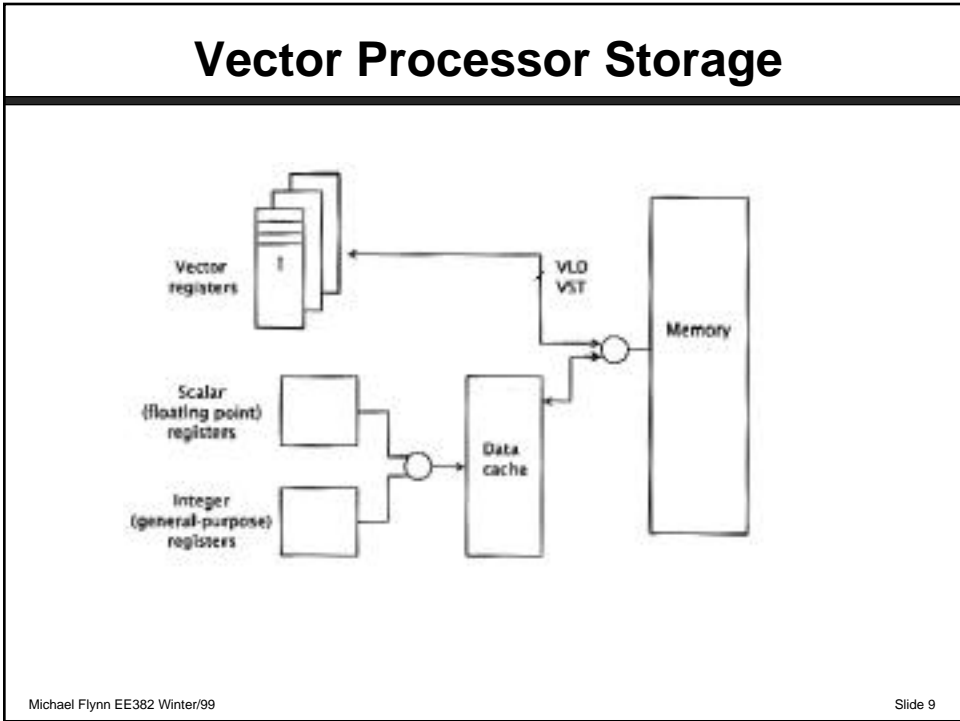 Vector Processor Storage
Vector
registers
VLD
VST
Memory
Scalar
(floating point)
registers
Data
cache
Integer
(general-purpose)
registers
Michael Flynn EE382 Winter/99
Slide 9